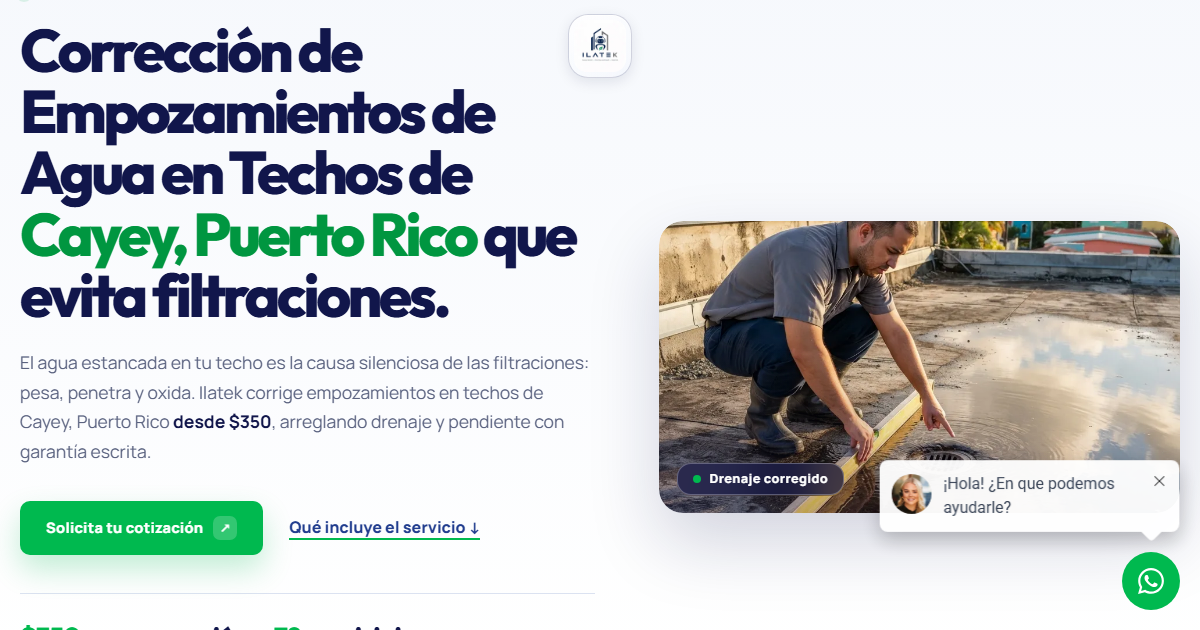 Corrección de
Empozamientos de
Agua en Techos de
Cayey, Puerto Rico que
evita filtraciones.
ILATEK
El agua estancada en tu techo es la causa silenciosa de las filtraciones:
pesa, penetra y oxida. Ilatek corrige empozamientos en techos de
Cayey, Puerto Rico desde $350, arreglando drenaje y pendiente con
garantía escrita.
Solicita tu cotización ↗
Qué incluye el servicio ↓
Drenaje corregido
¡Hola! ¿En que podemos
ayudarle?